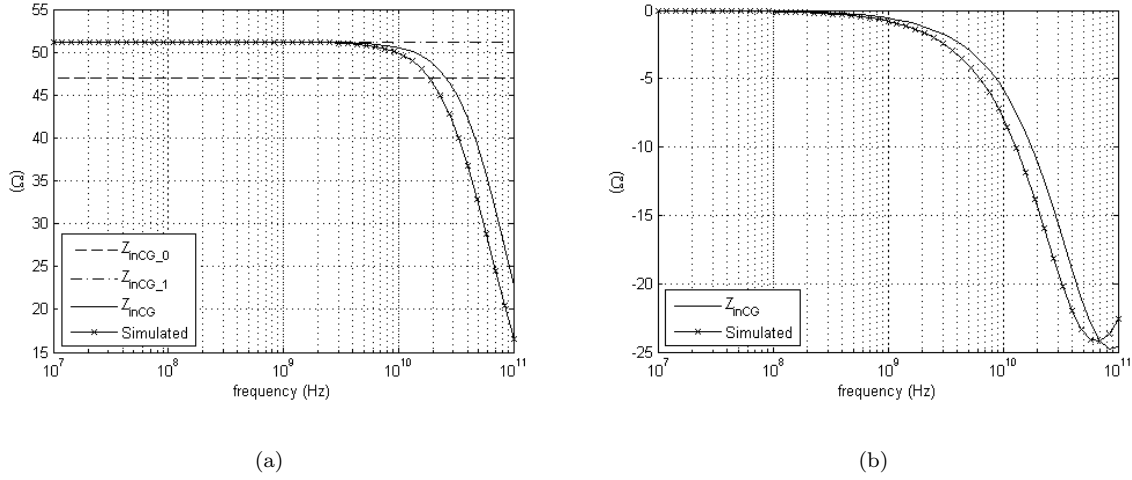 55
50
45
40
35
30
25
20
15
(Ω)
Z_inCG_0
Z_inCG_1
Z_inCG
Simulated
10^7 10^8 10^9 10^10 10^11
frequency (Hz)
(a)
0
-5
-10
-15
-20
-25
(Ω)
Z_inCG
Simulated
10^7 10^8 10^9 10^10 10^11
frequency (Hz)
(b)